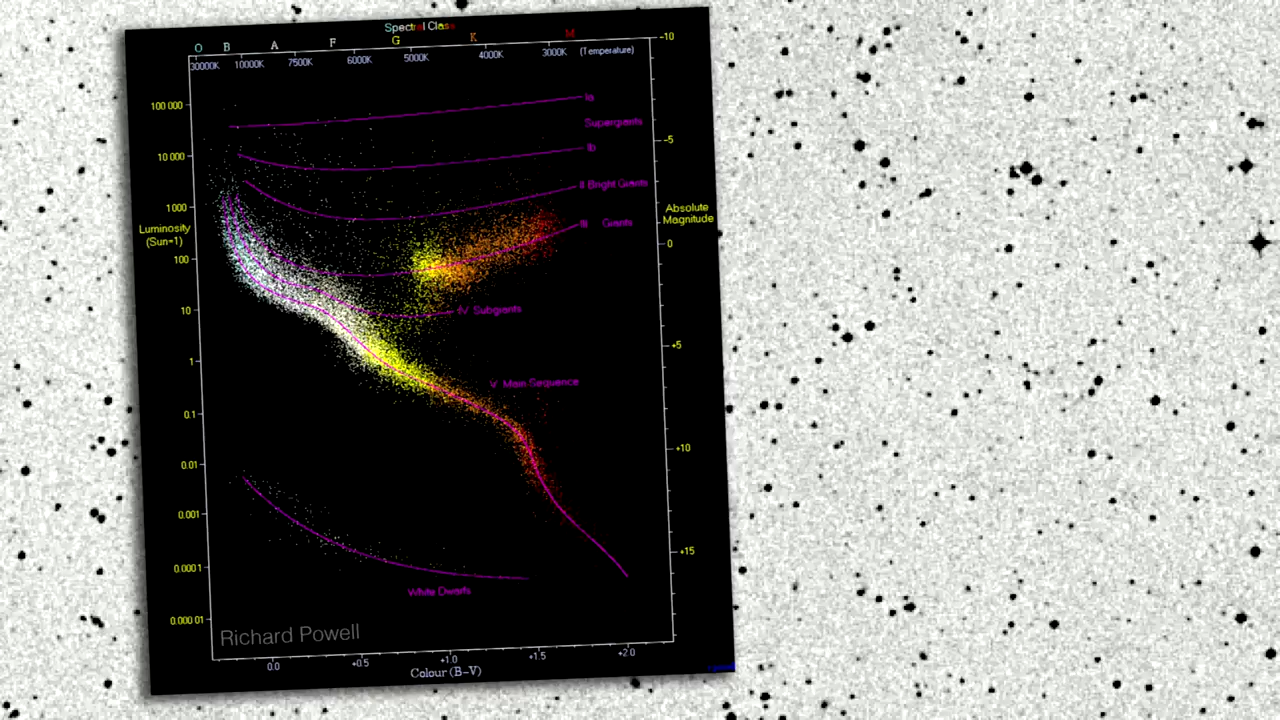 Spectral Class
O B A F G K M
30000K 10000K 7500K 6000K 5000K 4000K 3000K (Temperature)
-10
100 000
Ia
Supergiants
-5
10 000
Ib
II Bright Giants
1000
Absolute
Magnitude
Luminosity
(Sun=1)
III Giants
0
100
10
IV Subgiants
+5
1
V Main Sequence
0.1
+10
0.01
0.001
+15
0.0001
White Dwarfs
0.000 01
Richard Powell
0.0 +0.5 +1.0 +1.5 +2.0
Colour (B-V)